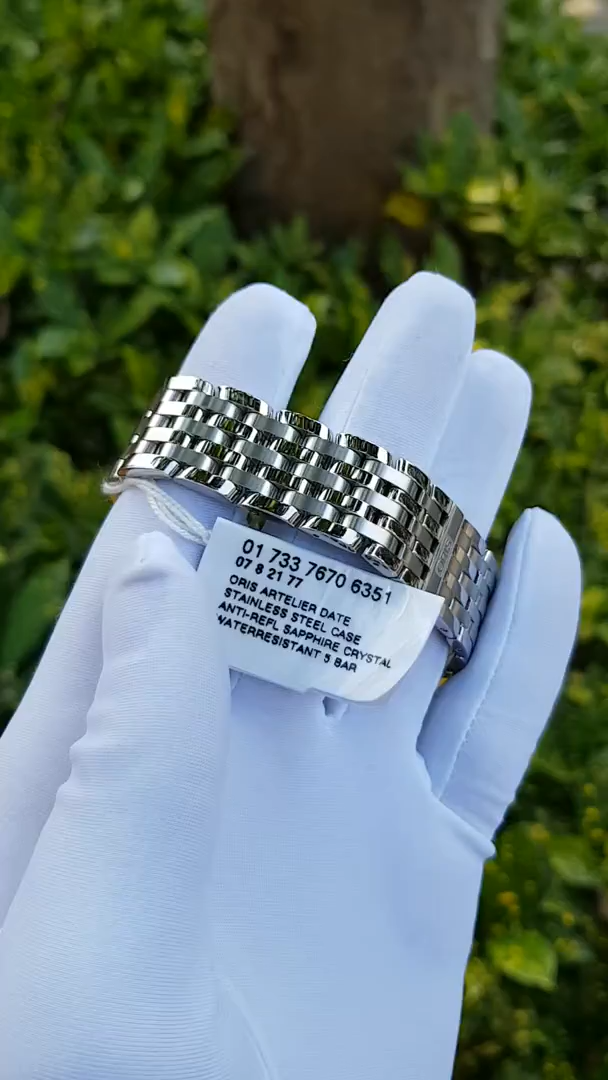 01 733 7670 6351
07 8 21 77
ORIS ARTELIER DATE
STAINLESS STEEL CASE
ANTI-REFL SAPPHIRE CRYSTAL
WATERRESISTANT 5 BAR